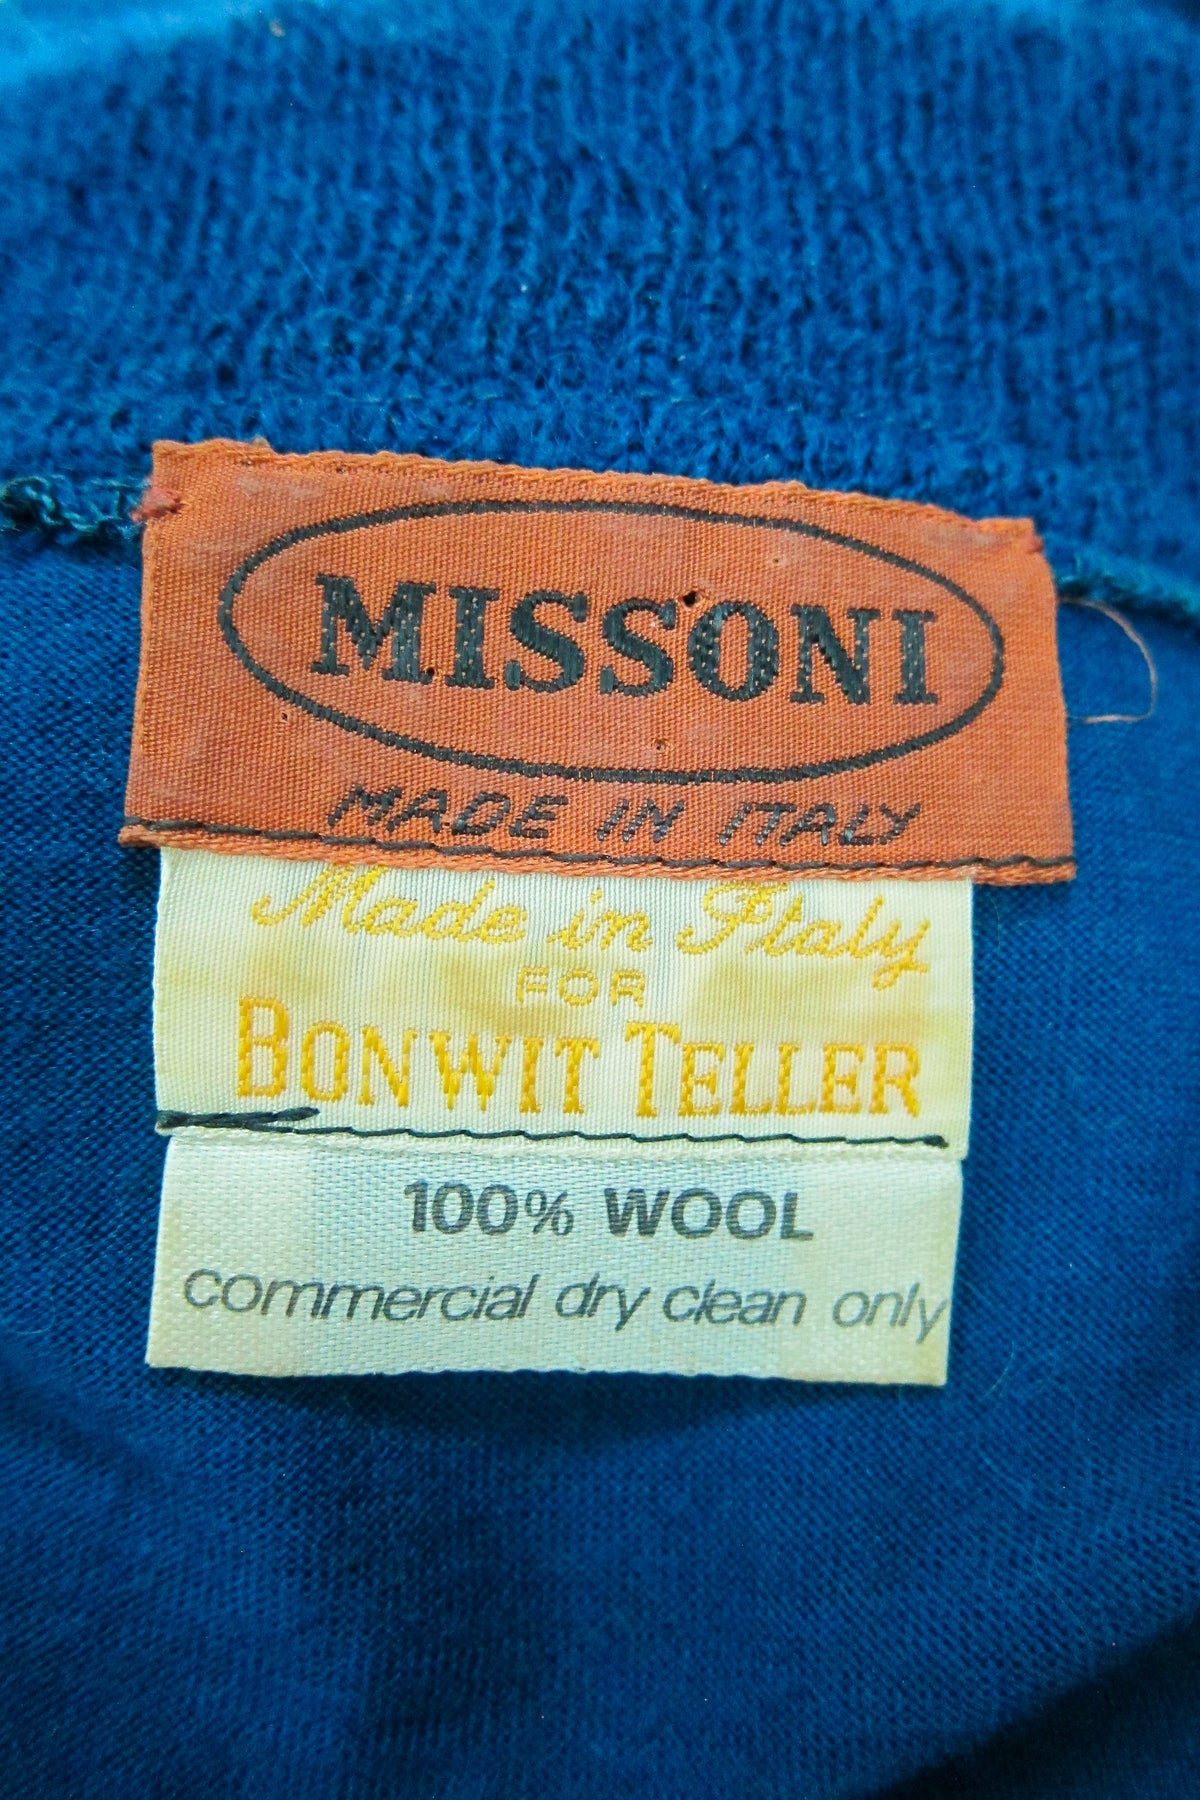 MISSONI
MADE IN ITALY
Made in Italy
FOR
BONWIT TELLER
100% WOOL
commercial dry clean only